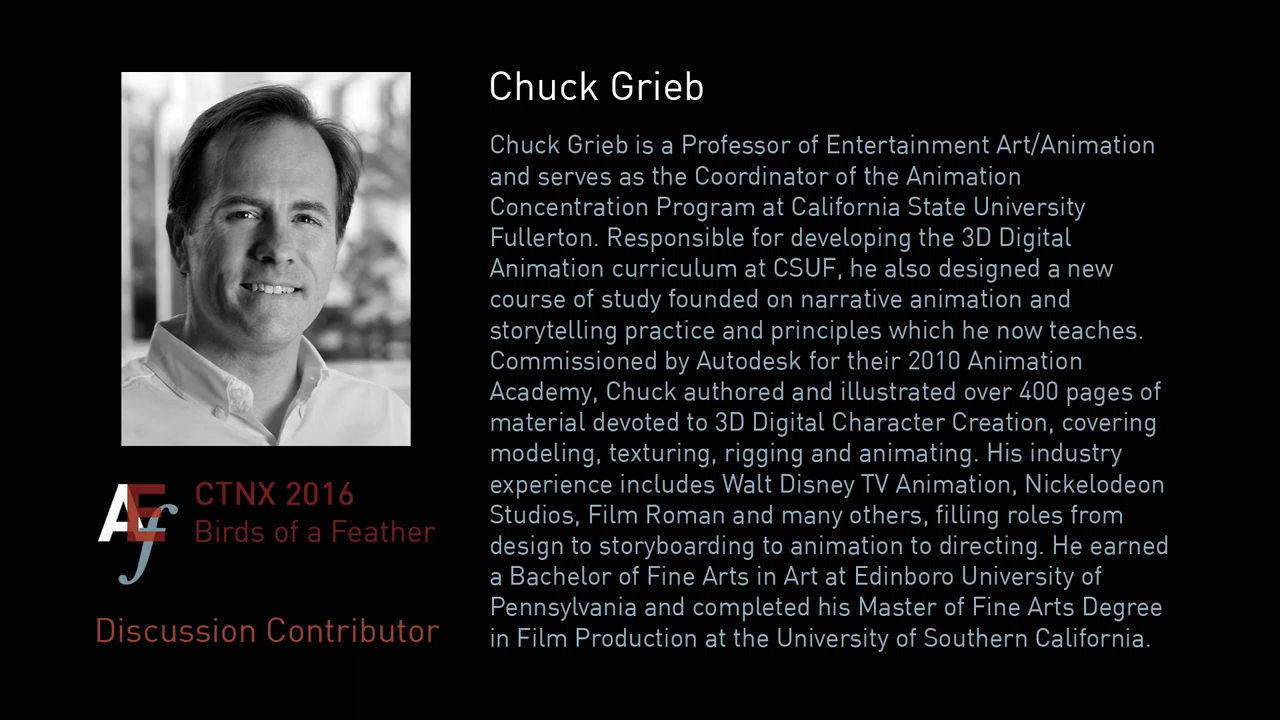 Chuck Grieb
Chuck Grieb is a Professor of Entertainment Art/Animation
and serves as the Coordinator of the Animation
Concentration Program at California State University
Fullerton. Responsible for developing the 3D Digital
Animation curriculum at CSUF, he also designed a new
course of study founded on narrative animation and
storytelling practice and principles which he now teaches.
Commissioned by Autodesk for their 2010 Animation
Academy, Chuck authored and illustrated over 400 pages of
material devoted to 3D Digital Character Creation, covering
modeling, texturing, rigging and animating. His industry
experience includes Walt Disney TV Animation, Nickelodeon
Studios, Film Roman and many others, filling roles from
design to storyboarding to animation to directing. He earned
a Bachelor of Fine Arts in Art at Edinboro University of
Pennsylvania and completed his Master of Fine Arts Degree
in Film Production at the University of Southern California.
AEf
CTNX 2016
Birds of a Feather
Discussion Contributor